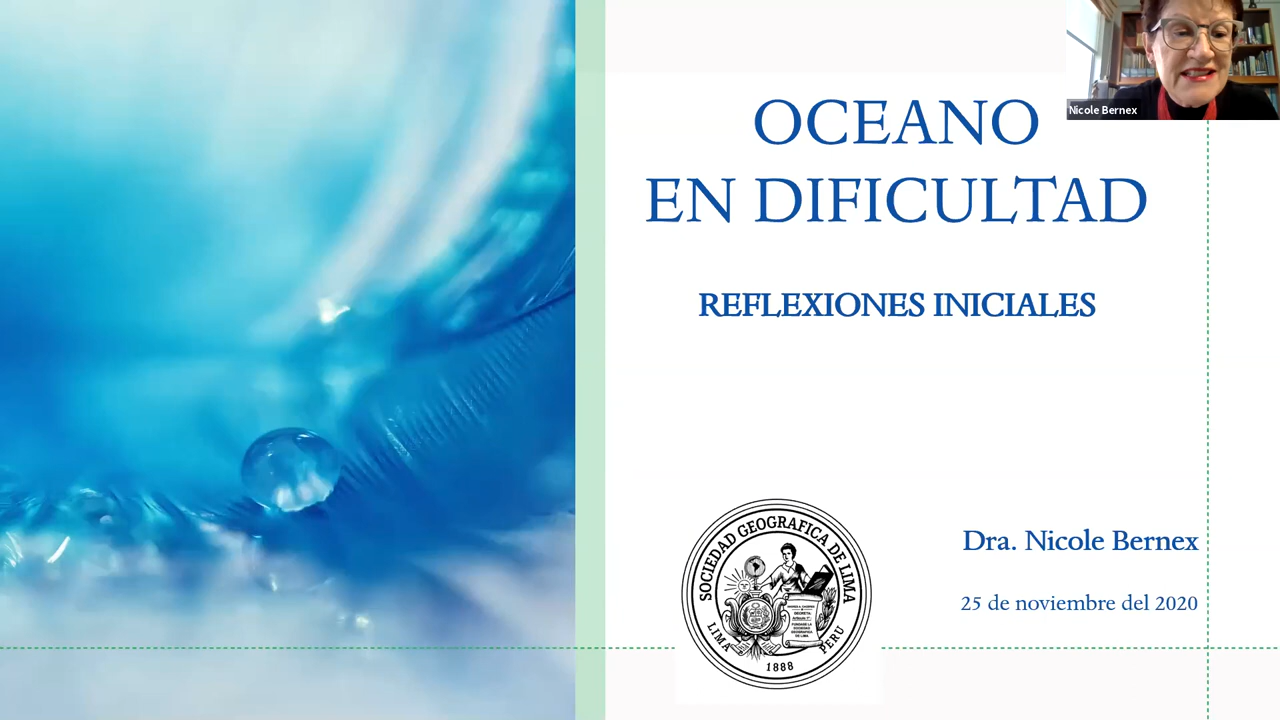 Nicole Bernex
OCEANO
EN DIFICULTAD
REFLEXIONES INICIALES
SOCIEDAD GEOGRAFICA DE LIMA
LIMA
PERU
1888
Dra. Nicole Bernex
25 de noviembre del 2020